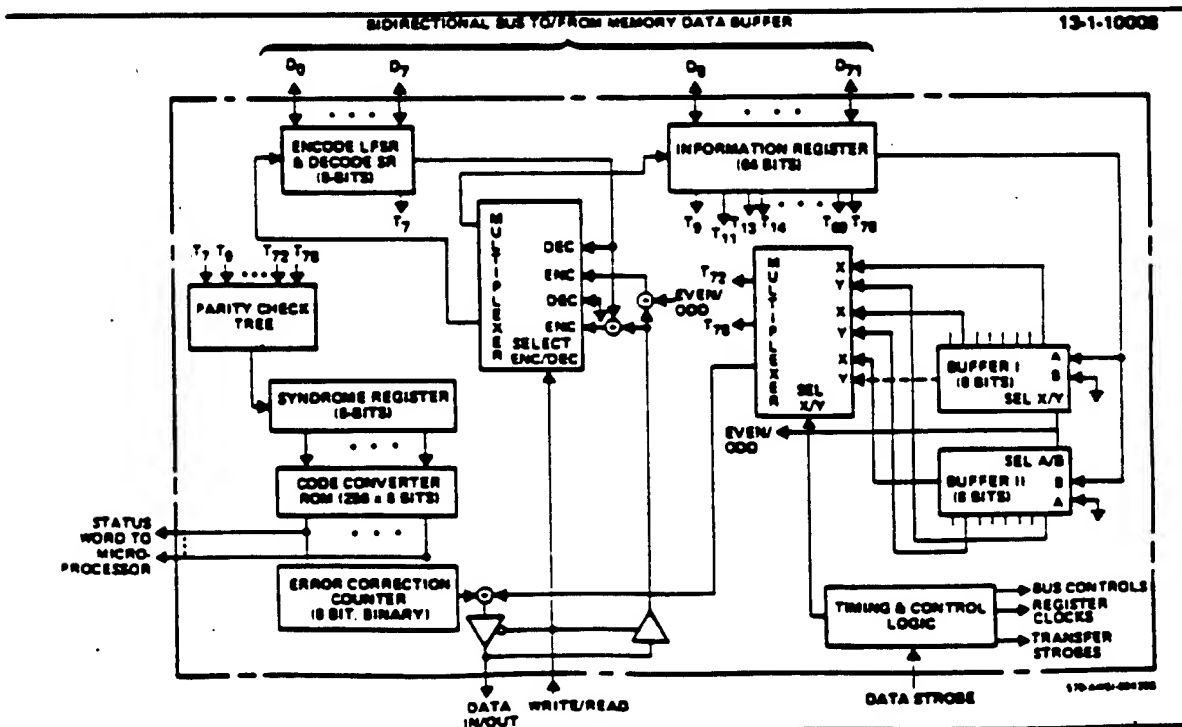 BIDIRECTIONAL BUS TO/FROM MEMORY DATA BUFFER
13-1-10008
D0
D7
D8
D71
ENCODE LFSR
& DECODE SR
(8-BITS)
T7
INFORMATION REGISTER
(64 BITS)
T9
T11
T13
T14
T69
T78
T7
T9
T72
T78
PARITY CHECK
TREE
MULTIPLEXER
DEC
ENC
DEC
ENC
SELECT
ENC/DEC
EVEN/
ODD
T72
T78
MULTIPLEXER
X
Y
X
Y
X
Y
SEL
X/Y
BUFFER I
(8 BITS)
A
B
SEL X/Y
EVEN/
ODD
SEL A/B
BUFFER II
(8 BITS)
B
A
SYNDROME REGISTER
(8-BITS)
CODE CONVERTER
ROM (256 x 8 BITS)
STATUS
WORD TO
MICRO-
PROCESSOR
ERROR CORRECTION
COUNTER
(8 BIT, BINARY)
TIMING & CONTROL
LOGIC
BUS CONTROLS
REGISTER
CLOCKS
TRANSFER
STROBES
DATA
IN/OUT
WRITE/READ
DATA STROBE